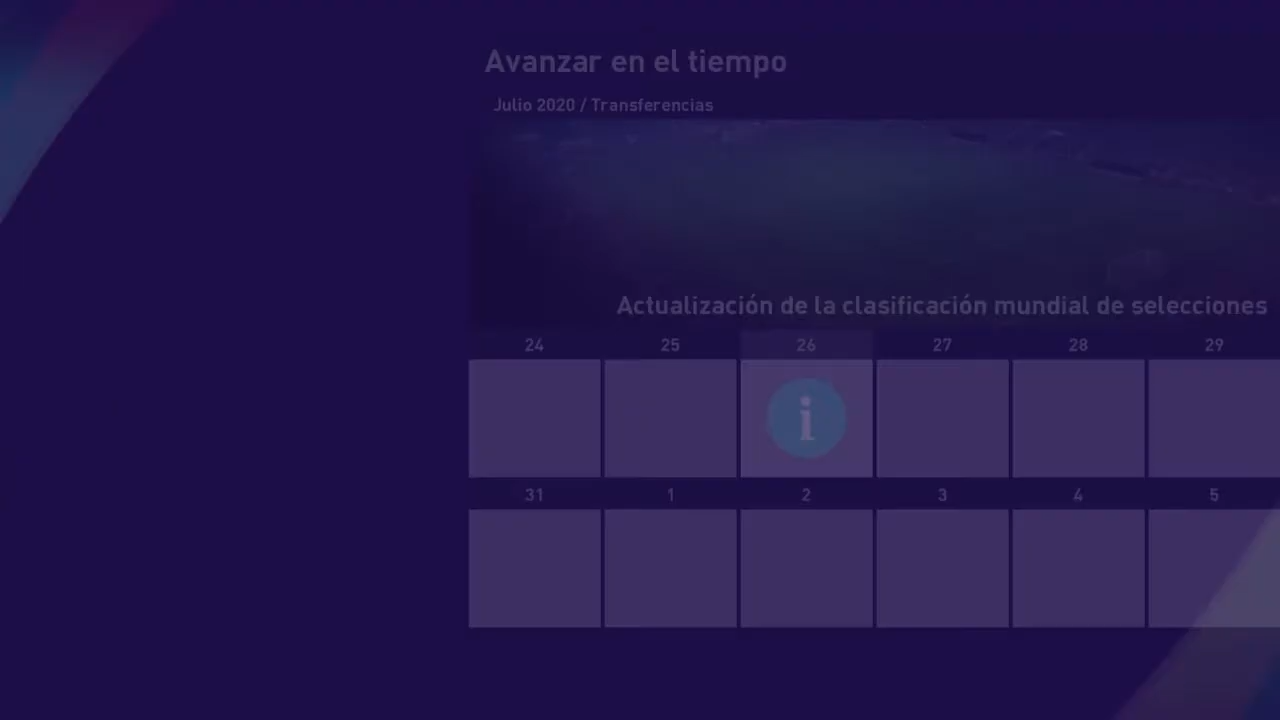 Avanzar en el tiempo
Julio 2020 / Transferencias
Actualización de la clasificación mundial de selecciones
24 25 26 27 28 29
i
31 1 2 3 4 5